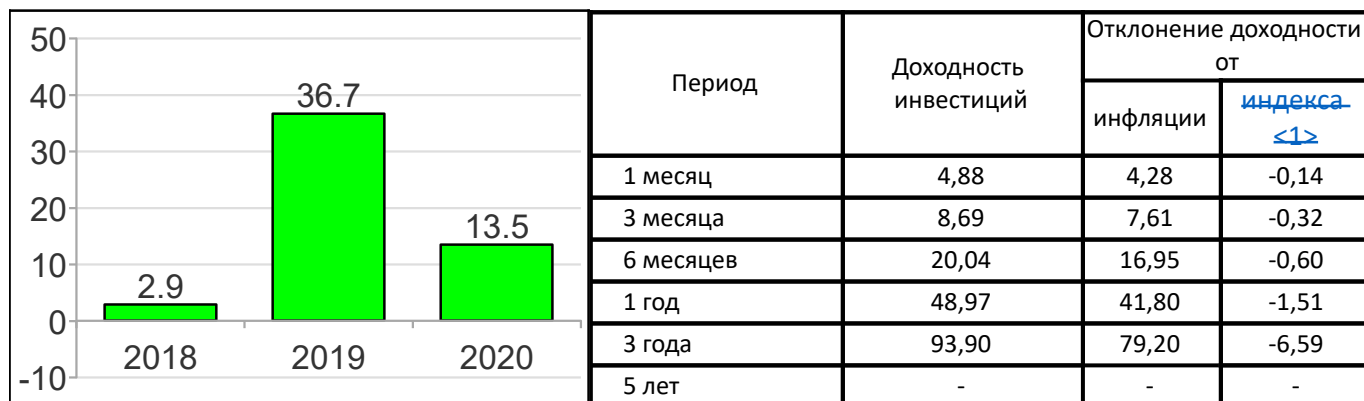 50
40
30
20
10
0
-10
2.9
36.7
13.5
2018 2019 2020
Период
Доходность
инвестиций
Отклонение доходности
от
инфляции
индекса
<1>
1 месяц 4,88 4,28 -0,14
3 месяца 8,69 7,61 -0,32
6 месяцев 20,04 16,95 -0,60
1 год 48,97 41,80 -1,51
3 года 93,90 79,20 -6,59
5 лет - - -